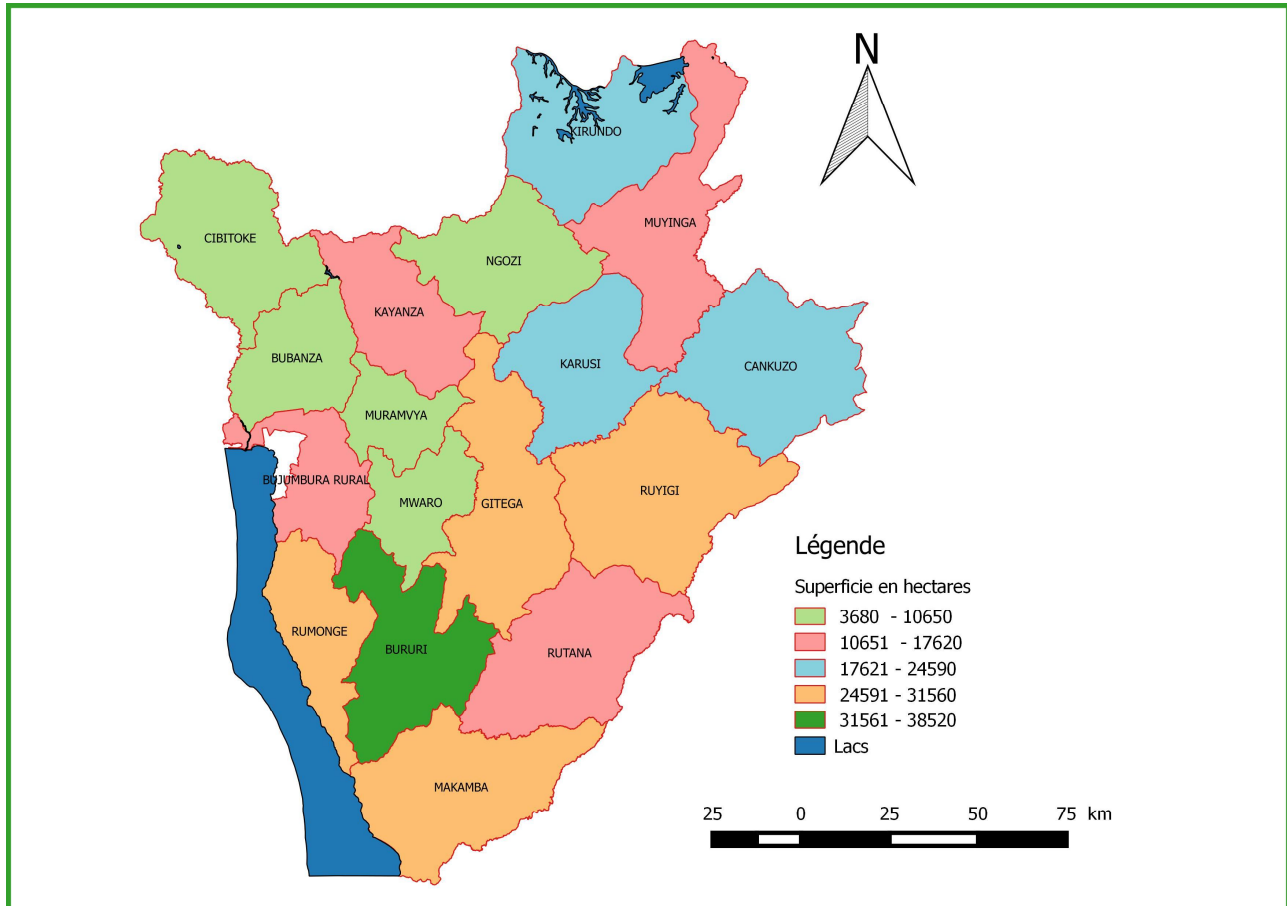 N
KIRUNDO
MUYINGA
CIBITOKE
NGOZI
KAYANZA
BUBANZA
KARUSI
CANKUZO
MURAMVYA
BUJUMBURA RURAL
MWARO
GITEGA
RUYIGI
RUMONGE
BURURI
RUTANA
MAKAMBA
Légende
Superficie en hectares
3680 - 10650
10651 - 17620
17621 - 24590
24591 - 31560
31561 - 38520
Lacs
25 0 25 50 75 km